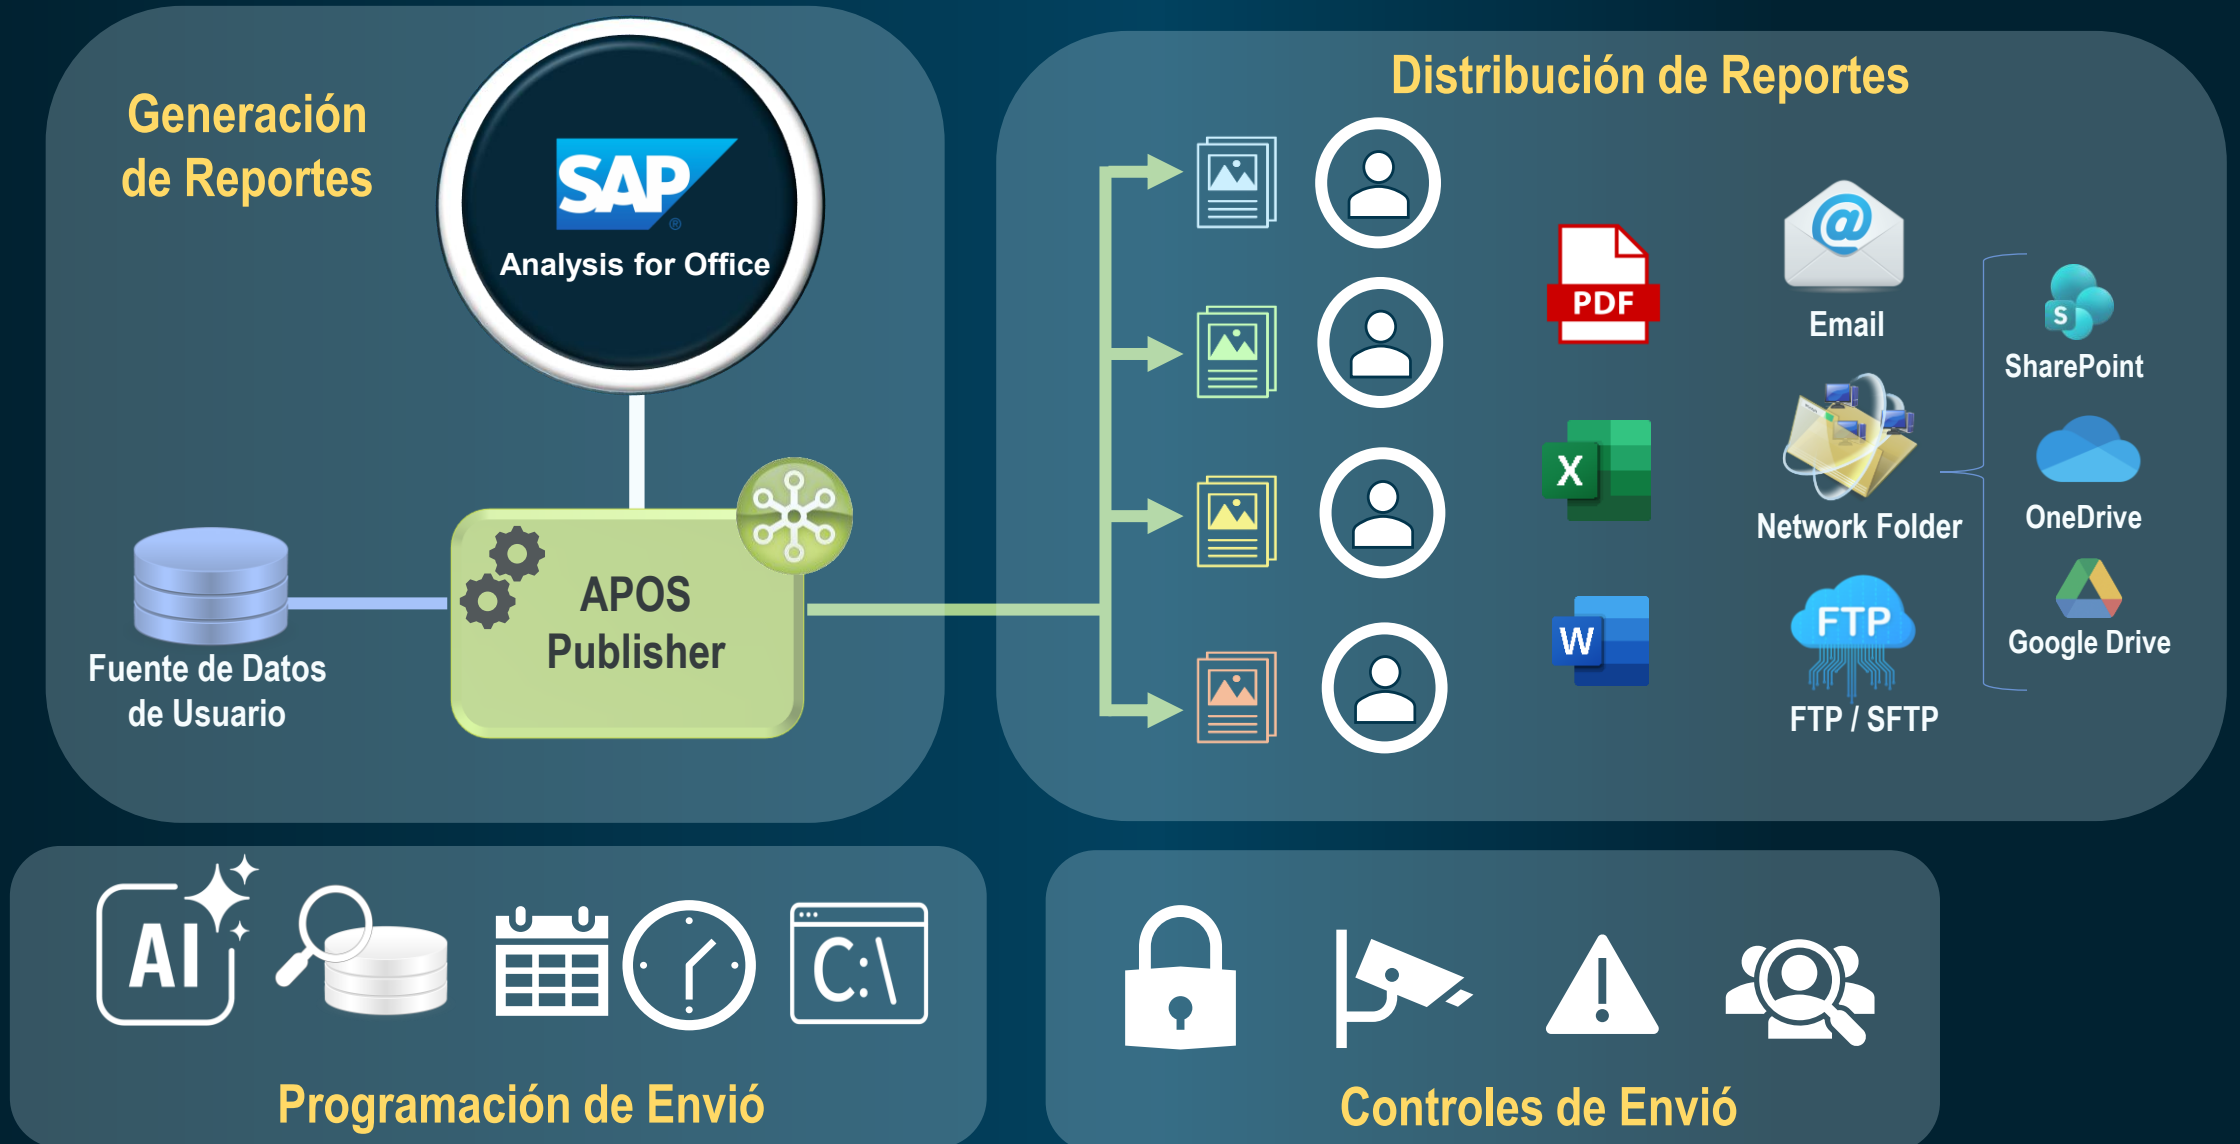 Generación
de Reportes
SAP
®
Analysis for Office
APOS
Publisher
Fuente de Datos
de Usuario
Distribución de Reportes
PDF
X
W
@
Email
Network Folder
FTP
FTP / SFTP
S
SharePoint
OneDrive
Google Drive
AI
C:\
Programación de Envió
Controles de Envió